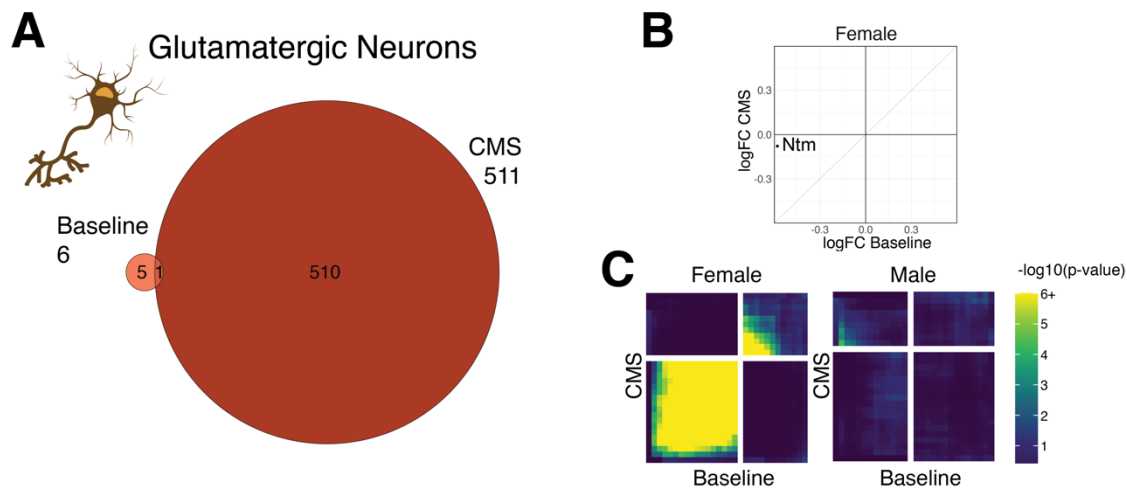 A
Glutamatergic Neurons
CMS
511
Baseline
6
5
1
510
B
Female
logFC CMS
0.3
0.0
-0.3
Ntm
-0.3
0.0
0.3
logFC Baseline
C
Female
Male
-log10(p-value)
6+
5
4
3
2
1
CMS
CMS
Baseline
Baseline